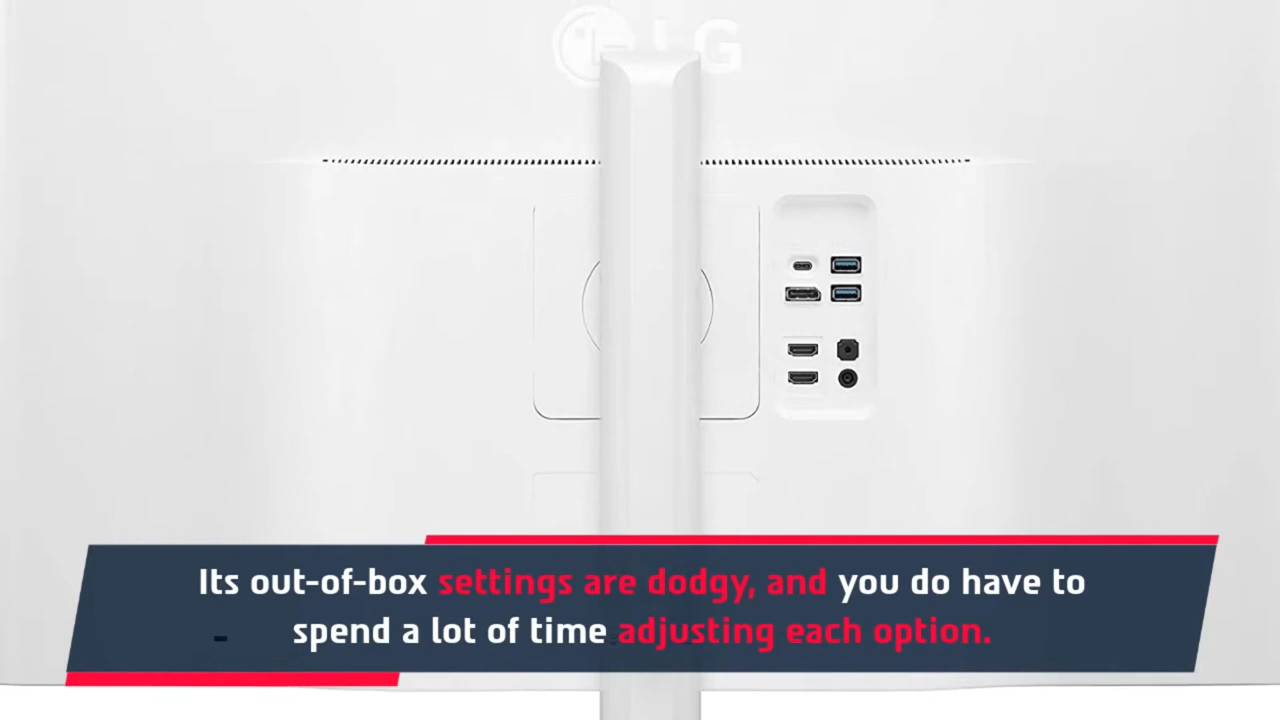 LG
Its out-of-box settings are dodgy, and you do have to
spend a lot of time adjusting each option.